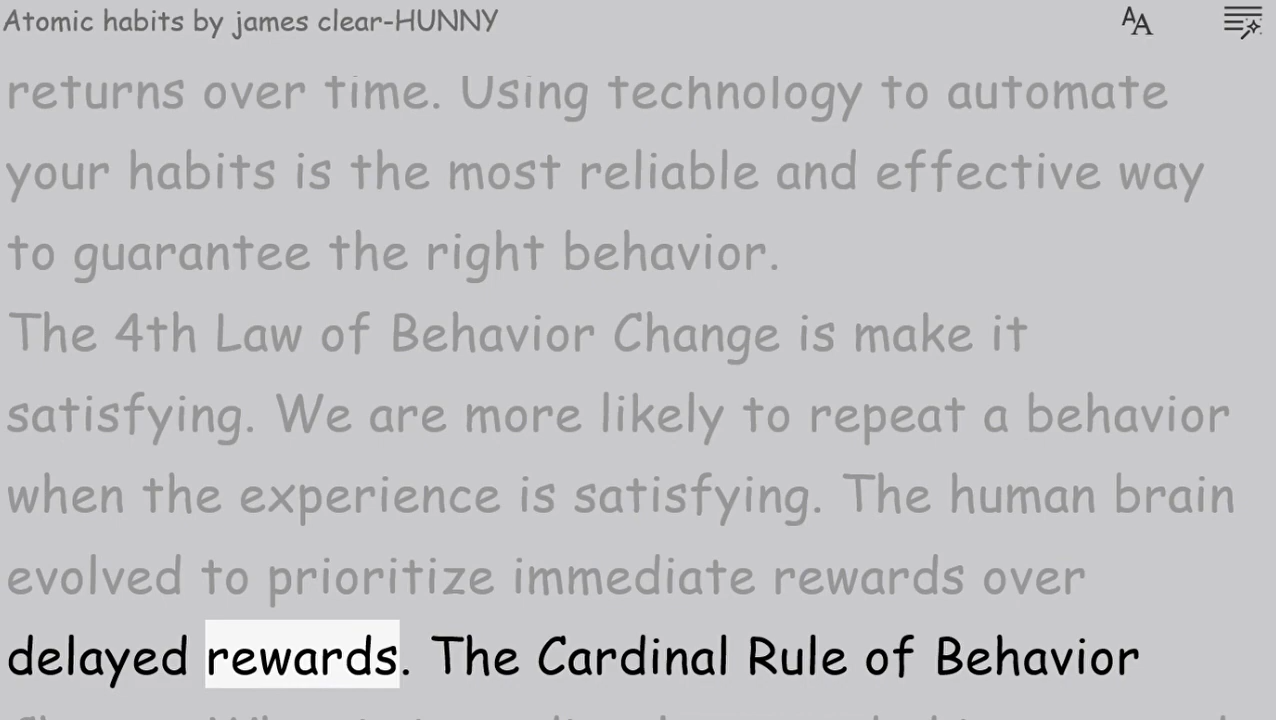 Atomic habits by james clear-HUNNY
AA
returns over time. Using technology to automate
your habits is the most reliable and effective way
to guarantee the right behavior.
The 4th Law of Behavior Change is make it
satisfying. We are more likely to repeat a behavior
when the experience is satisfying. The human brain
evolved to prioritize immediate rewards over
delayed rewards. The Cardinal Rule of Behavior